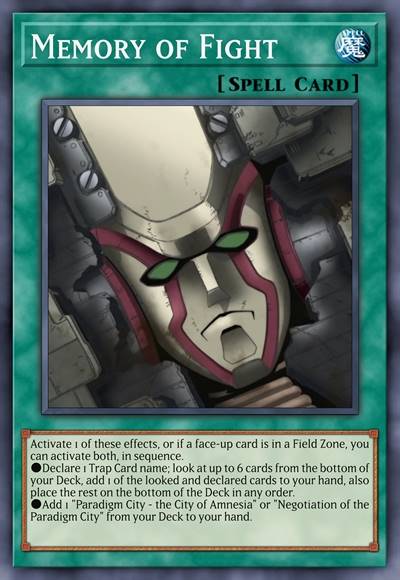 MEMORY OF FIGHT
魔
[SPELL CARD]
Activate 1 of these effects, or if a face-up card is in a Field Zone, you
can activate both, in sequence.
●Declare 1 Trap Card name; look at up to 6 cards from the bottom of
your Deck, add 1 of the looked and declared cards to your hand, also
place the rest on the bottom of the Deck in any order.
●Add 1 "Paradigm City - the City of Amnesia" or "Negotiation of the
Paradigm City" from your Deck to your hand.